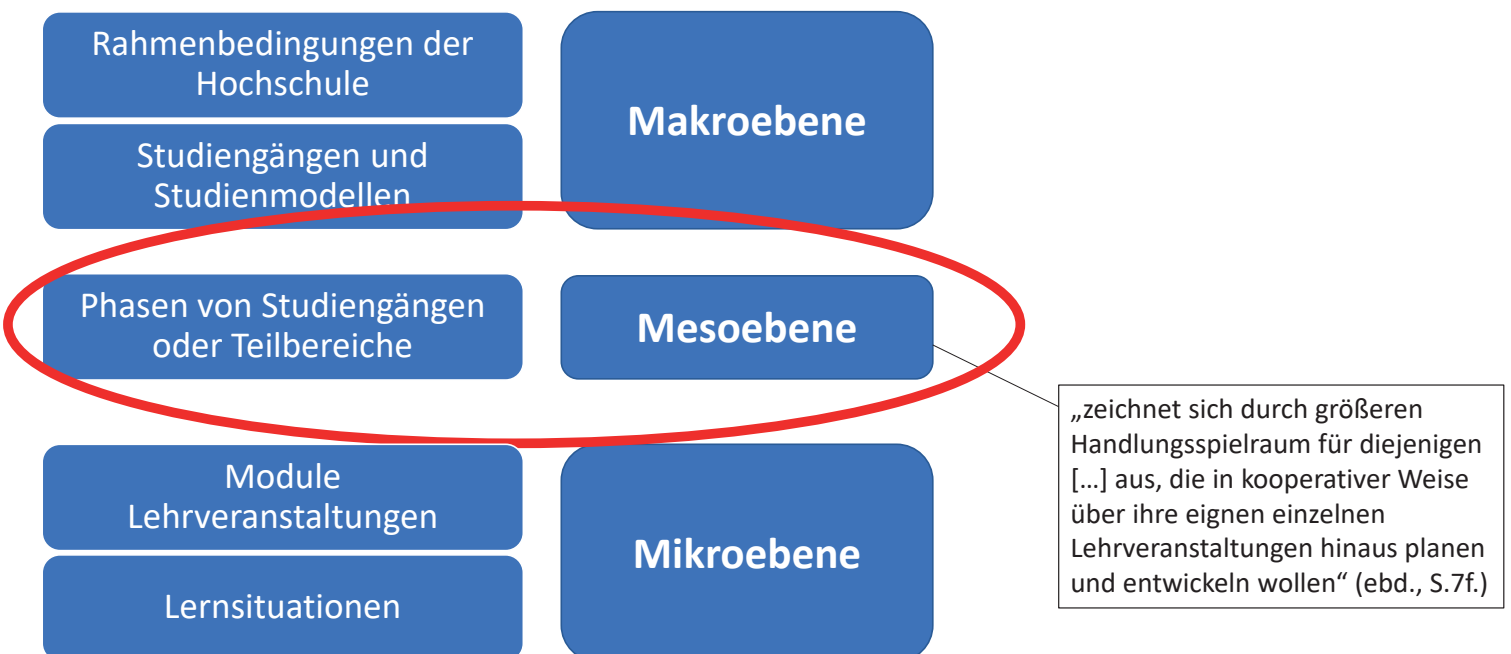 Rahmenbedingungen der
Hochschule
Makroebene
Studiengängen und
Studienmodellen
Phasen von Studiengängen
oder Teilbereiche
Mesoebene
„zeichnet sich durch größeren
Handlungsspielraum für diejenigen
[…] aus, die in kooperativer Weise
über ihre eignen einzelnen
Lehrveranstaltungen hinaus planen
und entwickeln wollen“ (ebd., S.7f.)
Module
Lehrveranstaltungen
Mikroebene
Lernsituationen